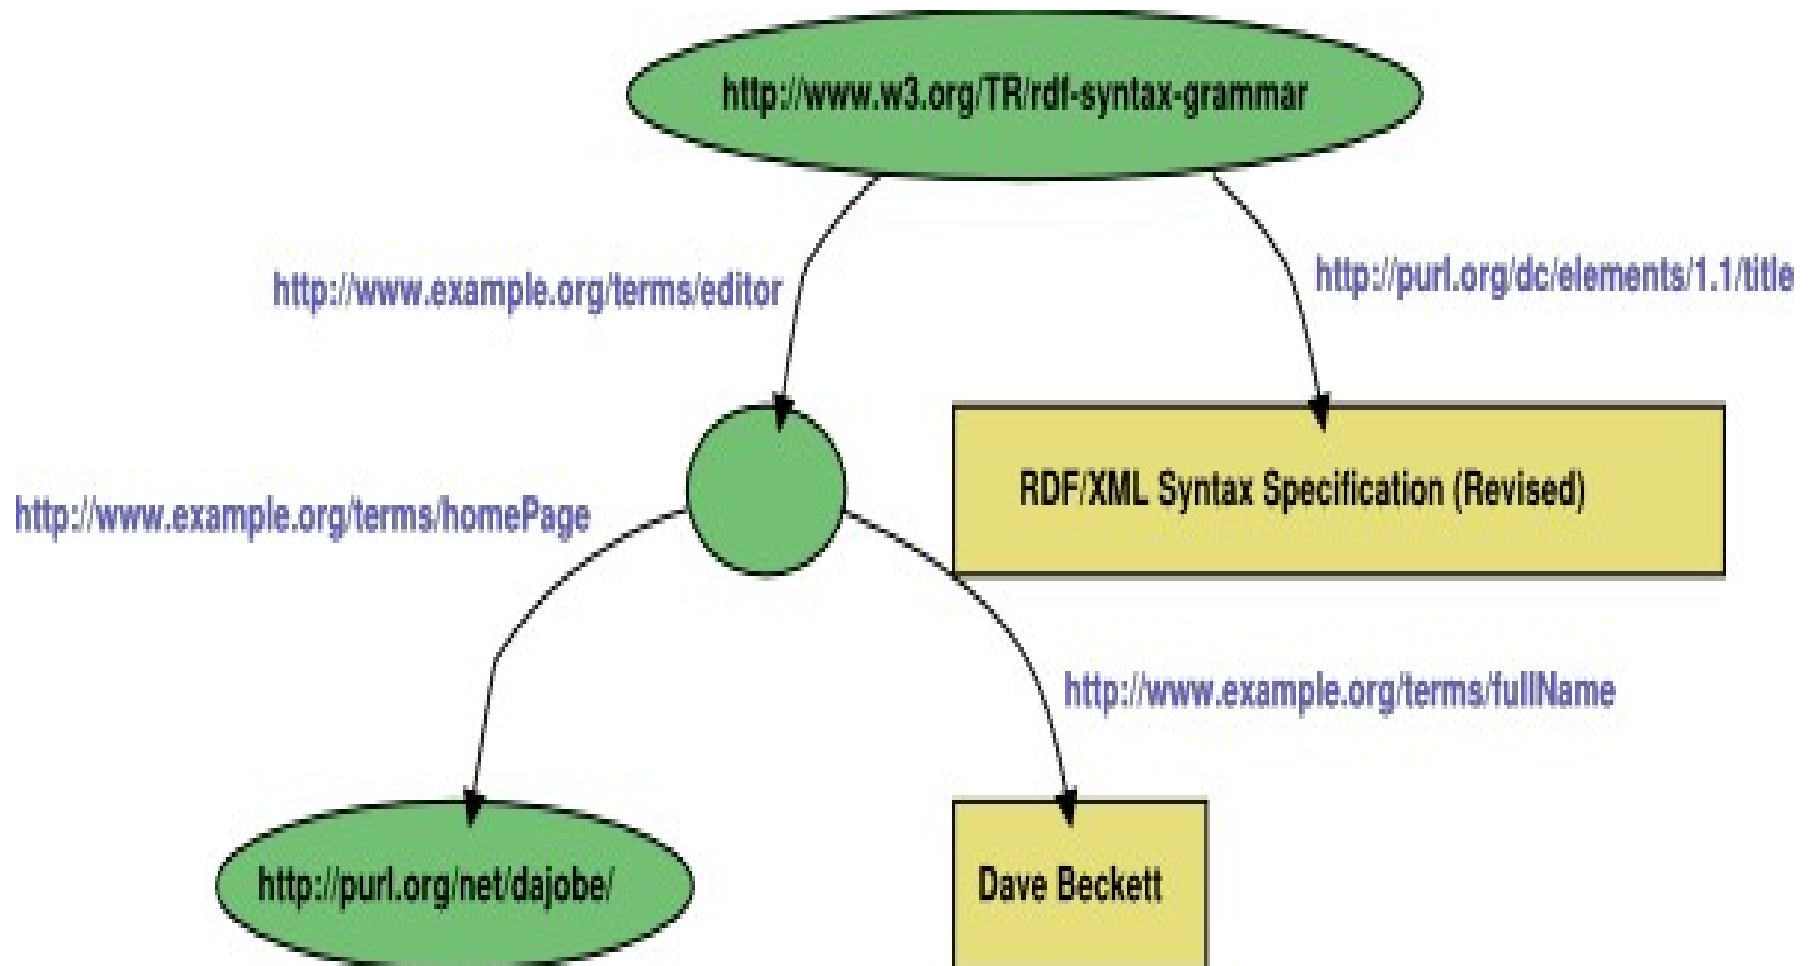 http://www.w3.org/TR/rdf-syntax-grammar
http://www.example.org/terms/editor
http://purl.org/dc/elements/1.1/title
RDF/XML Syntax Specification (Revised)
http://www.example.org/terms/homePage
http://www.example.org/terms/fullName
http://purl.org/net/dajobe/
Dave Beckett